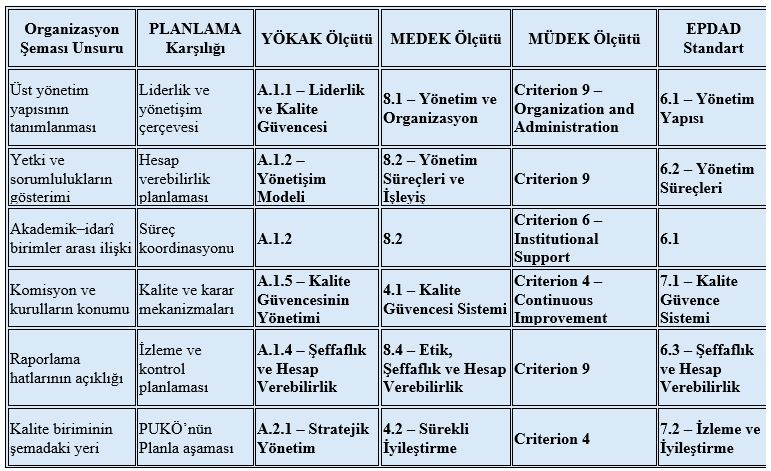 Organizasyon
Şeması Unsuru
PLANLAMA
Karşılığı
YÖKAK Ölçütü
MEDEK Ölçütü
MÜDEK Ölçütü
EPDAD
Standart
Üst yönetim
yapısının
tanımlanması
Liderlik ve
yönetişim
çerçevesi
A.1.1 – Liderlik
ve Kalite
Güvencesi
8.1 – Yönetim ve
Organizasyon
Criterion 9 –
Organization and
Administration
6.1 – Yönetim
Yapısı
Yetki ve
sorumlulukların
gösterimi
Hesap
verebilirlik
planlaması
A.1.2 –
Yönetişim
Modeli
8.2 – Yönetim
Süreçleri ve
İşleyiş
Criterion 9
6.2 – Yönetim
Süreçleri
Akademik–idarî
birimler arası ilişki
Süreç
koordinasyonu
A.1.2
8.2
Criterion 6 –
Institutional
Support
6.1
Komisyon ve
kurulların konumu
Kalite ve karar
mekanizmaları
A.1.5 – Kalite
Güvencesinin
Yönetimi
4.1 – Kalite
Güvencesi Sistemi
Criterion 4 –
Continuous
Improvement
7.1 – Kalite
Güvence
Sistemi
Raporlama
hatlarının açıklığı
İzleme ve
kontrol
planlaması
A.1.4 – Şeffaflık
ve Hesap
Verebilirlik
8.4 – Etik,
Şeffaflık ve Hesap
Verebilirlik
Criterion 9
6.3 – Şeffaflık
ve Hesap
Verebilirlik
Kalite biriminin
şemadaki yeri
PUKÖ’nün
Planla aşaması
A.2.1 – Stratejik
Yönetim
4.2 – Sürekli
İyileştirme
Criterion 4
7.2 – İzleme ve
İyileştirme